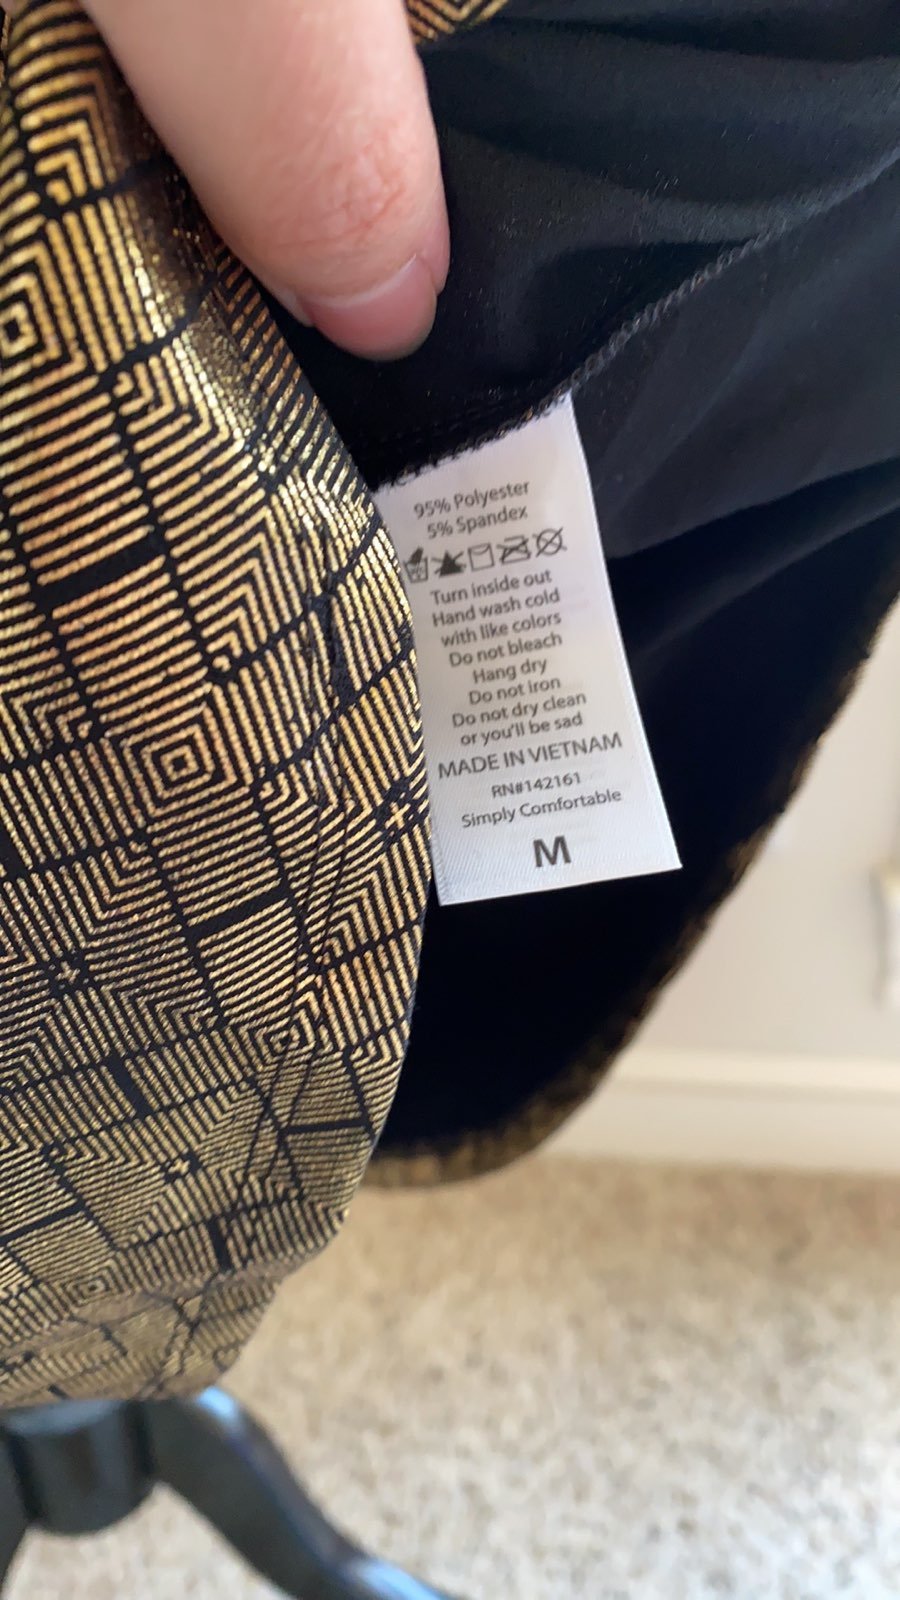 95% Polyester
5% Spandex
Turn inside out
Hand wash cold
with like colors
Do not bleach
Hang dry
Do not iron
Do not dry clean
or you'll be sad
MADE IN VIETNAM
RN#142161
Simply Comfortable
M